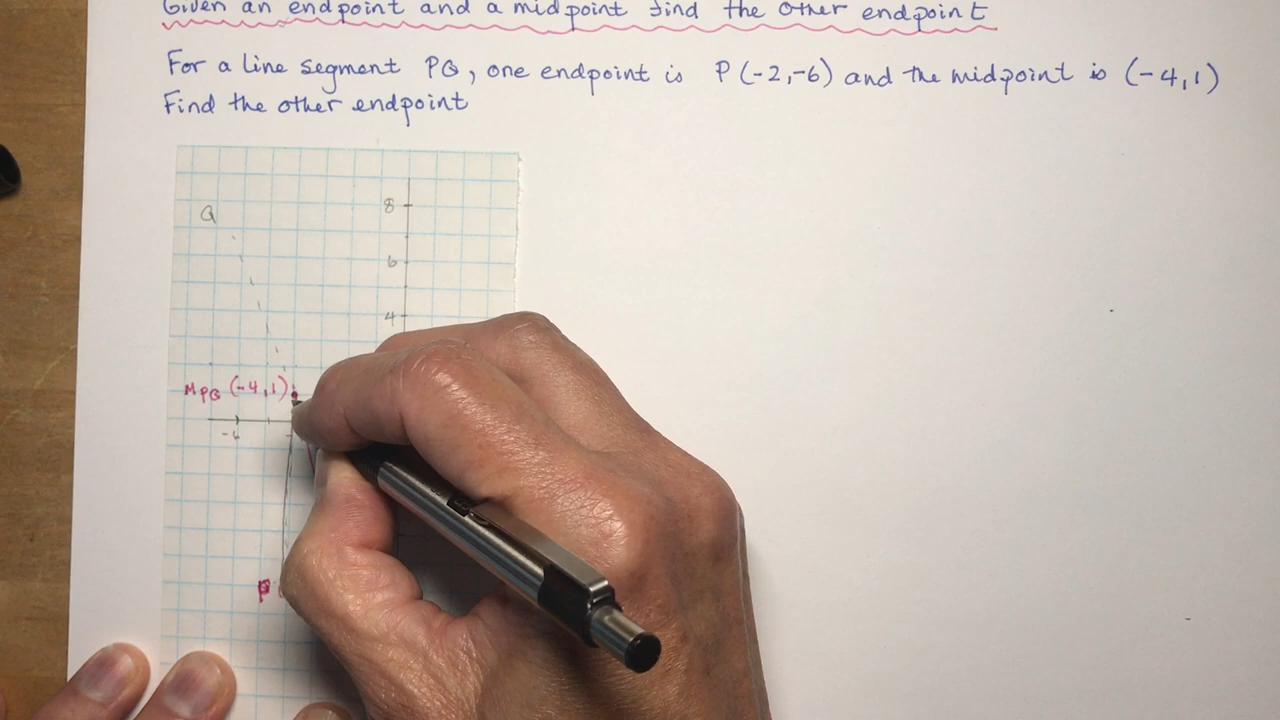 Given an endpoint and a midpoint find the other endpoint
For a line segment PQ, one endpoint is P(-2,-6) and the midpoint is (-4,1)
Find the other endpoint
Q
8
6
4
MPQ (-4,1)
-6
P